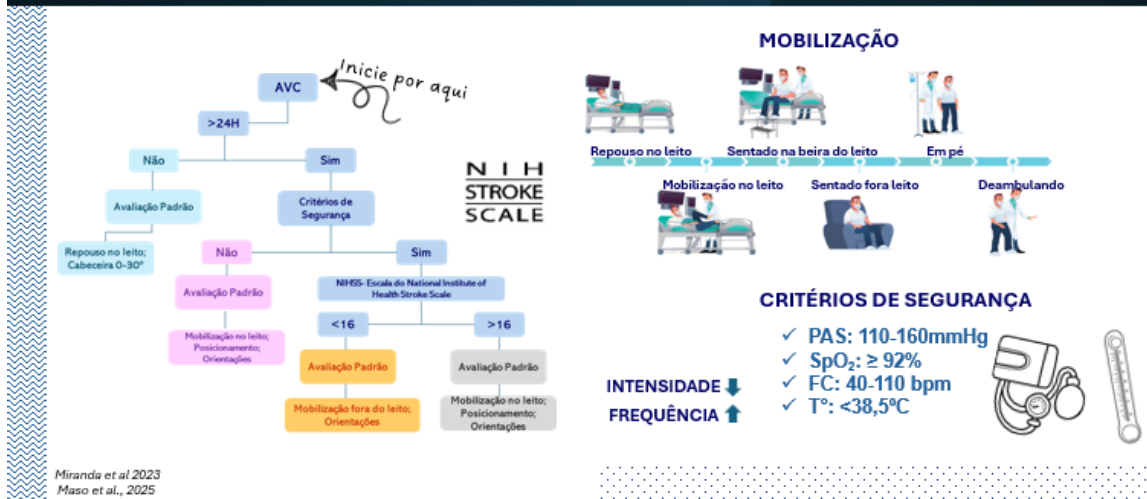 Inicie por aqui
AVC
>24H
Não
Sim
Avaliação Padrão
Critérios de
Segurança
Repouso no leito;
Cabeceira 0-30º
Não
Sim
Avaliação Padrão
NIHSS- Escala do National Institute of
Health Stroke Scale
Mobilização no leito;
Posicionamento;
Orientações
<16
>16
Avaliação Padrão
Avaliação Padrão
Mobilização fora do leito;
Orientações
Mobilização no leito;
Posicionamento;
Orientações
NIH
STROKE
SCALE
Miranda et al 2023
Maso et al., 2025
MOBILIZAÇÃO
Repouso no leito
Sentado na beira do leito
Em pé
Mobilização no leito
Sentado fora leito
Deambulando
CRITÉRIOS DE SEGURANÇA
✓ PAS: 110-160mmHg
✓ SpO₂: ≥ 92%
✓ FC: 40-110 bpm
✓ Tº: <38,5ºC
INTENSIDADE ↓
FREQUÊNCIA ↑